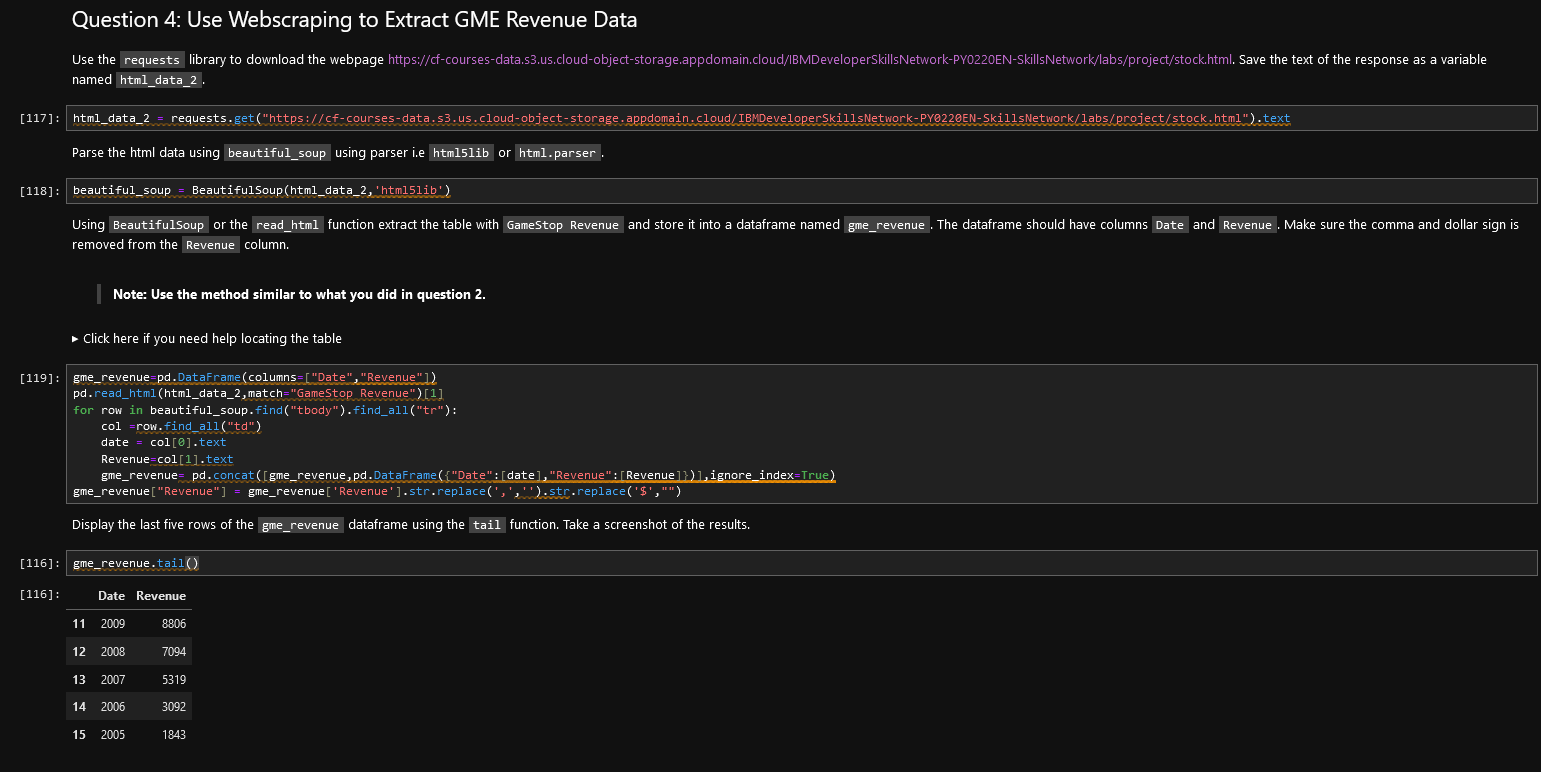 Question 4: Use Webscraping to Extract GME Revenue Data
Use the requests library to download the webpage https://cf-courses-data.s3.us.cloud-object-storage.appdomain.cloud/IBMDeveloperSkillsNetwork-PY0220EN-SkillsNetwork/labs/project/stock.html. Save the text of the response as a variable
named html_data_2.
[117]: html_data_2 = requests.get("https://cf-courses-data.s3.us.cloud-object-storage.appdomain.cloud/IBMDeveloperSkillsNetwork-PY0220EN-SkillsNetwork/labs/project/stock.html").text
Parse the html data using beautiful_soup using parser i.e html5lib or html.parser.
[118]: beautiful_soup = BeautifulSoup(html_data_2,'html5lib')
Using BeautifulSoup or the read_html function extract the table with GameStop Revenue and store it into a dataframe named gme_revenue. The dataframe should have columns Date and Revenue. Make sure the comma and dollar sign is
removed from the Revenue column.
Note: Use the method similar to what you did in question 2.
▸ Click here if you need help locating the table
[119]: gme_revenue=pd.DataFrame(columns=["Date","Revenue"])
pd.read_html(html_data_2,match="GameStop Revenue")[1]
for row in beautiful_soup.find("tbody").find_all("tr"):
    col =row.find_all("td")
    date = col[0].text
    Revenue=col[1].text
    gme_revenue= pd.concat([gme_revenue,pd.DataFrame({"Date":[date],"Revenue":[Revenue]})],ignore_index=True)
gme_revenue["Revenue"] = gme_revenue['Revenue'].str.replace(',','').str.replace('$',"")
Display the last five rows of the gme_revenue dataframe using the tail function. Take a screenshot of the results.
[116]: gme_revenue.tail()
[116]: Date Revenue
11 2009 8806
12 2008 7094
13 2007 5319
14 2006 3092
15 2005 1843